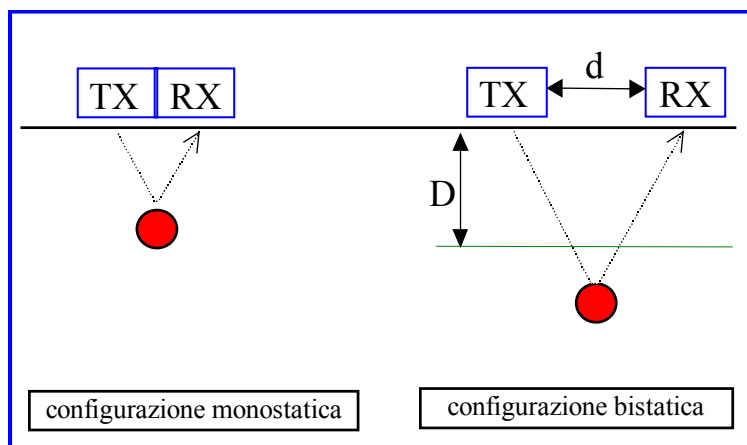 TX RX
TX d RX
D
configurazione monostatica
configurazione bistatica